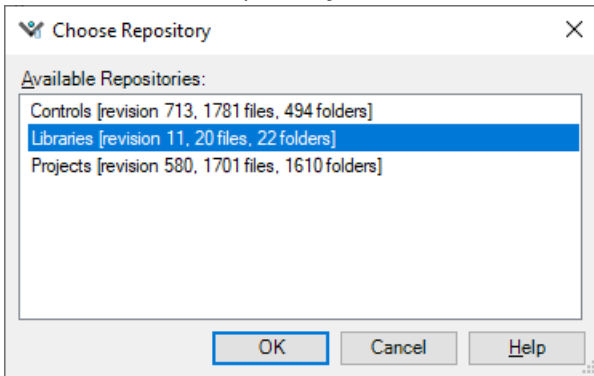 Choose Repository
Available Repositories:
Controls [revision 713, 1781 files, 494 folders]
Libraries [revision 11, 20 files, 22 folders]
Projects [revision 580, 1701 files, 1610 folders]
OK Cancel Help